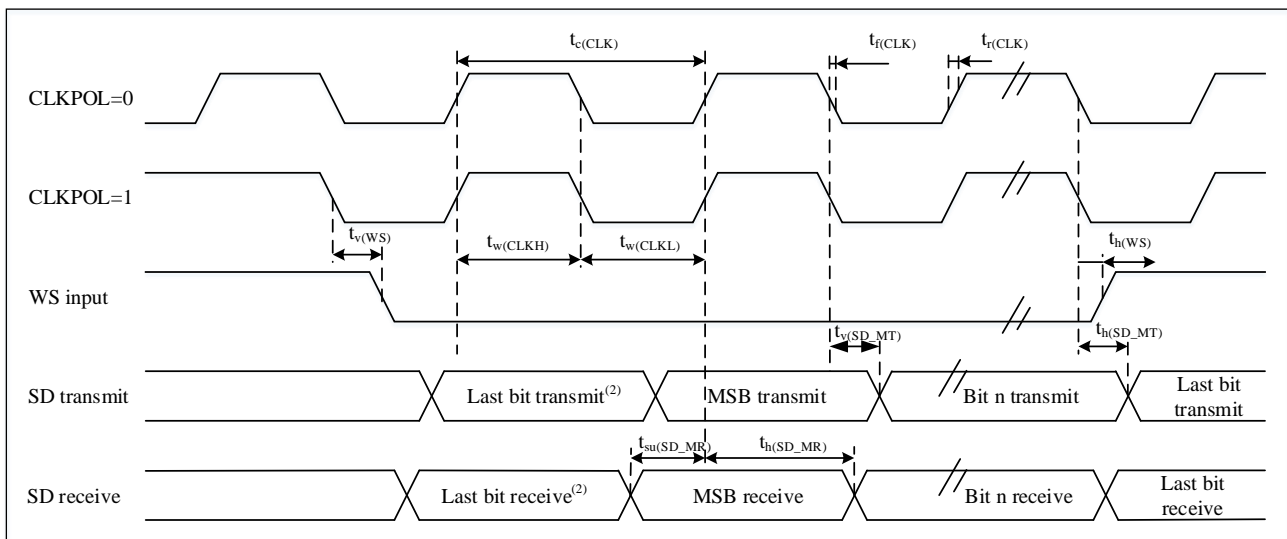 t_c(CLK)
t_f(CLK)
t_r(CLK)
CLKPOL=0
CLKPOL=1
t_v(WS)
t_w(CLKH)
t_w(CLKL)
t_h(WS)
WS input
t_v(SD_MT)
t_h(SD_MT)
SD transmit
Last bit transmit(2)
MSB transmit
Bit n transmit
Last bit
transmit
t_su(SD_MR)
t_h(SD_MR)
SD receive
Last bit receive(2)
MSB receive
Bit n receive
Last bit
receive